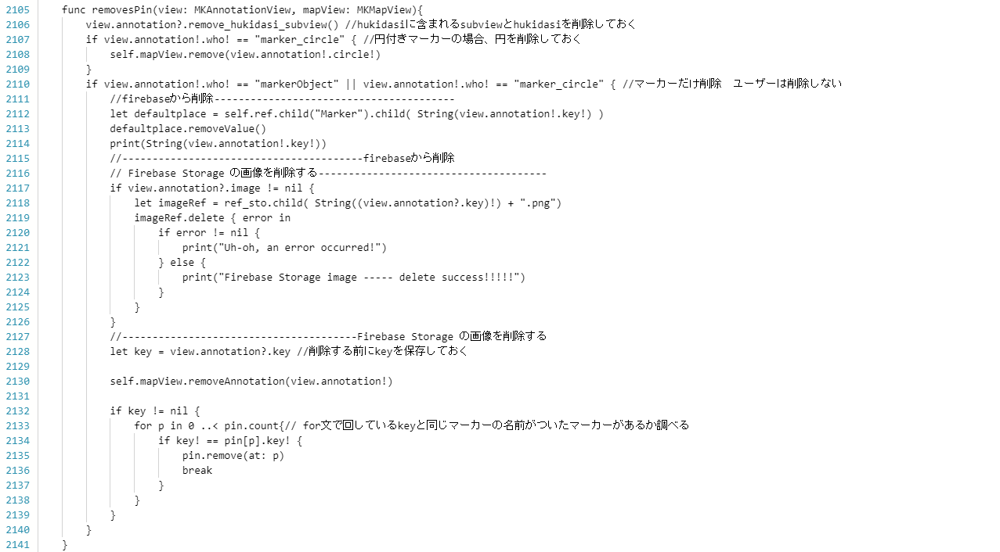 2105 func removesPin(view: MKAnnotationView, mapView: MKMapView){
2106 view.annotation?.remove_hukidasi_subview() //hukidasiに含まれるsubviewとhukidasiを削除しておく
2107 if view.annotation!.who! == "marker_circle" { //円付きマーカーの場合、円を削除しておく
2108 self.mapView.remove(view.annotation!.circle!)
2109 }
2110 if view.annotation!.who! == "markerObject" || view.annotation!.who! == "marker_circle" { //マーカーだけ削除　ユーザーは削除しない
2111 //firebaseから削除----------------------------------------
2112 let defaultplace = self.ref.child("Marker").child( String(view.annotation!.key!) )
2113 defaultplace.removeValue()
2114 print(String(view.annotation!.key!))
2115 //----------------------------------------firebaseから削除
2116 // Firebase Storage の画像を削除する--------------------------------------
2117 if view.annotation?.image != nil {
2118 let imageRef = ref_sto.child( String((view.annotation?.key)!) + ".png")
2119 imageRef.delete { error in
2120 if error != nil {
2121 print("Uh-oh, an error occurred!")
2122 } else {
2123 print("Firebase Storage image ----- delete success!!!!!")
2124 }
2125 }
2126 }
2127 //---------------------------------------Firebase Storage の画像を削除する
2128 let key = view.annotation?.key //削除する前にkeyを保存しておく
2129
2130 self.mapView.removeAnnotation(view.annotation!)
2131
2132 if key != nil {
2133 for p in 0 ..< pin.count{// for文で回しているkeyと同じマーカーの名前がついたマーカーがあるか調べる
2134 if key! == pin[p].key! {
2135 pin.remove(at: p)
2136 break
2137 }
2138 }
2139 }
2140 }
2141 }